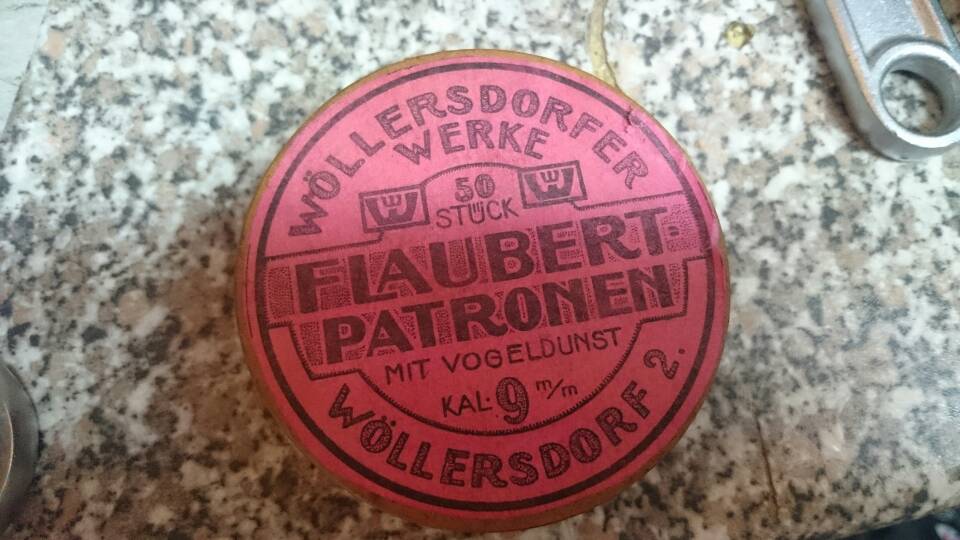 WÖLLERSDORFER
WERKE
50
STÜCK
W W
FLAUBERT-
PATRONEN
MIT VOGELDUNST
KAL. 9 m/m
WÖLLERSDORF 2.